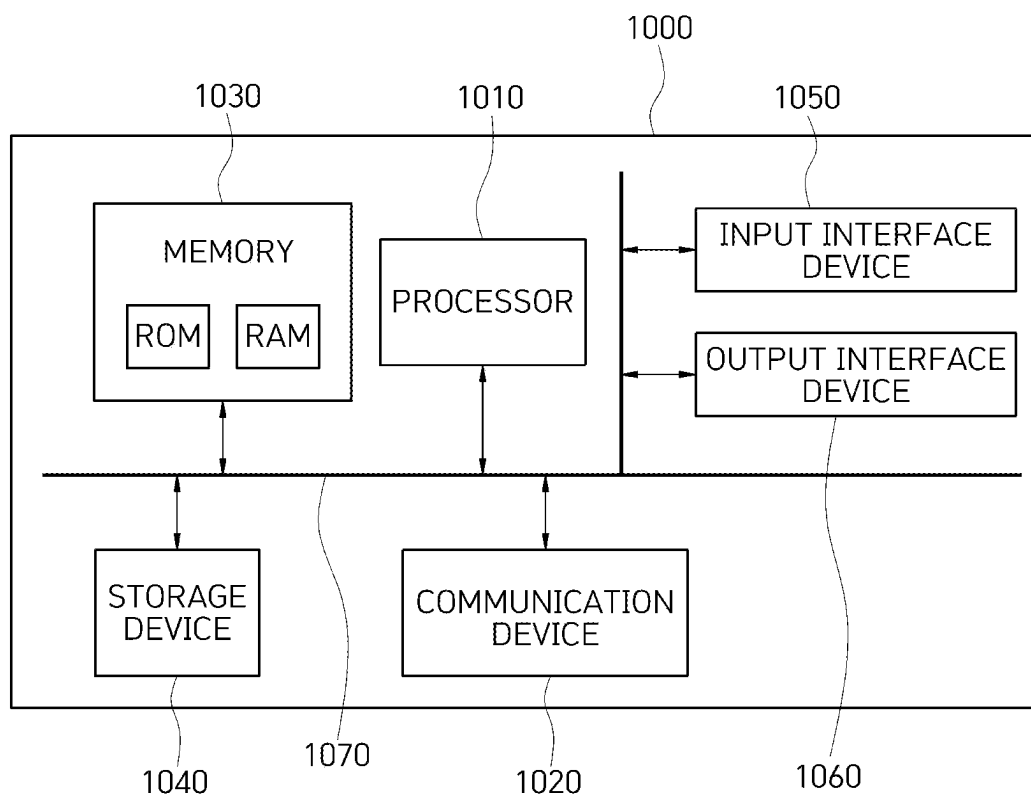 1000
1030
1010
1050
MEMORY
ROM
RAM
PROCESSOR
INPUT INTERFACE
DEVICE
OUTPUT INTERFACE
DEVICE
STORAGE
DEVICE
COMMUNICATION
DEVICE
1040
1070
1020
1060